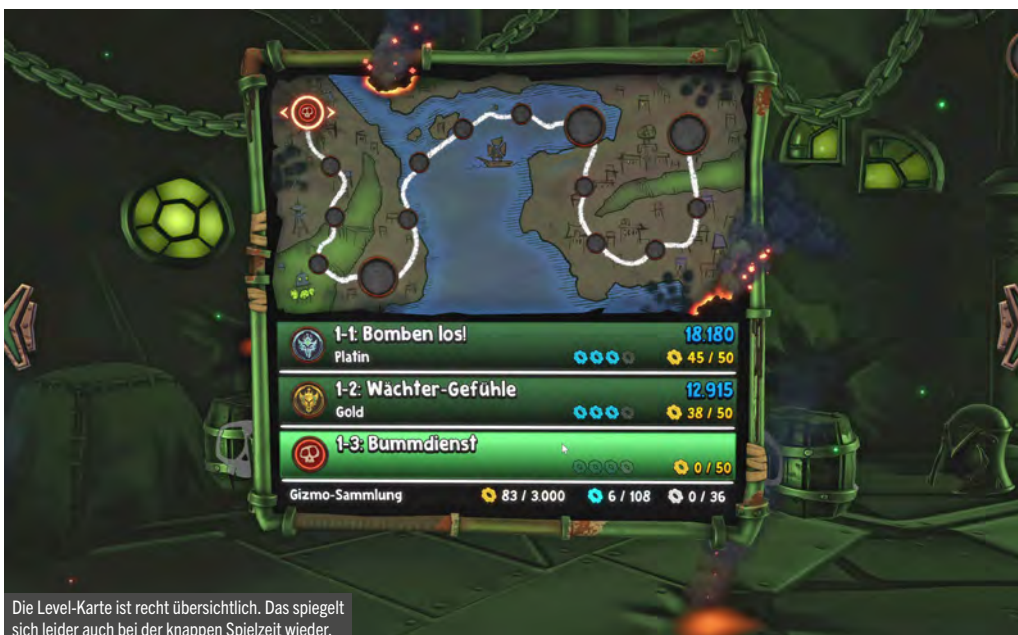 1-1: Bomben los!
18.180
Platin
45 / 50
1-2: Wächter-Gefühle
12.915
Gold
38 / 50
1-3: Bummdienst
0 / 50
Gizmo-Sammlung 83 / 3.000 6 / 108 0 / 36
Die Level-Karte ist recht übersichtlich. Das spiegelt
sich leider auch bei der knappen Spielzeit wieder.